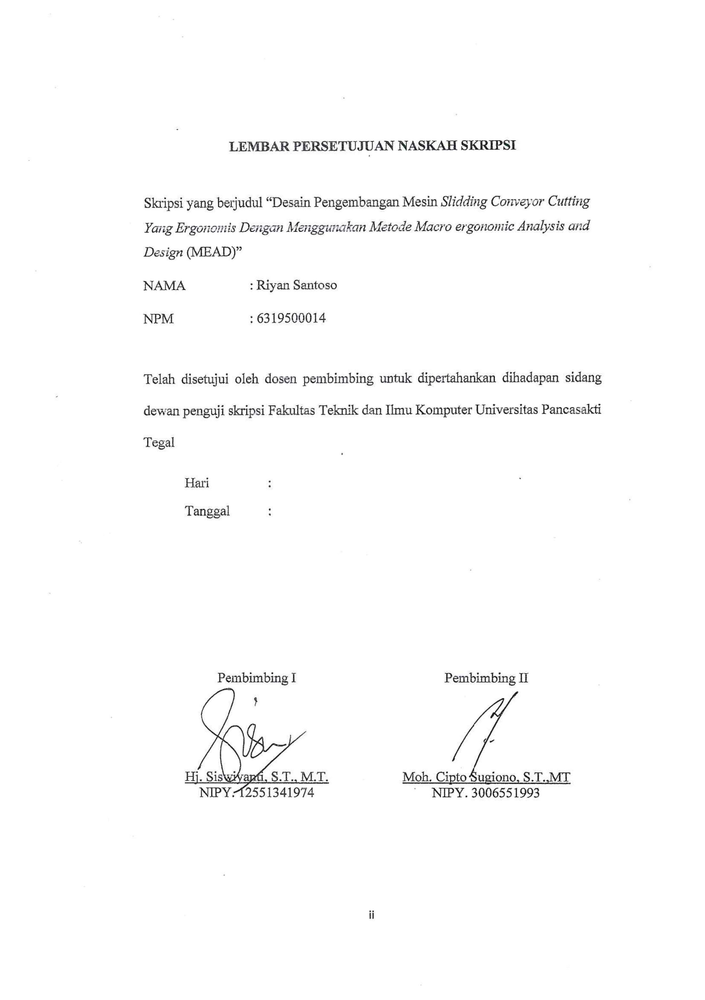 LEMBAR PERSETUJUAN NASKAH SKRIPSI
Skripsi yang berjudul “Desain Pengembangan Mesin Slidding Conveyor Cutting
Yang Ergonomis Dengan Menggunakan Metode Macro ergonomic Analysis and
Design (MEAD)”
NAMA : Riyan Santoso
NPM : 6319500014
Telah disetujui oleh dosen pembimbing untuk dipertahankan dihadapan sidang
dewan penguji skripsi Fakultas Teknik dan Ilmu Komputer Universitas Pancasakti
Tegal
Hari :
Tanggal :
Pembimbing I Pembimbing II
Hj. Siswiyanti, S.T., M.T. Moh. Cipto Sugiono, S.T.,MT
NIPY. 12551341974 NIPY. 3006551993
ii